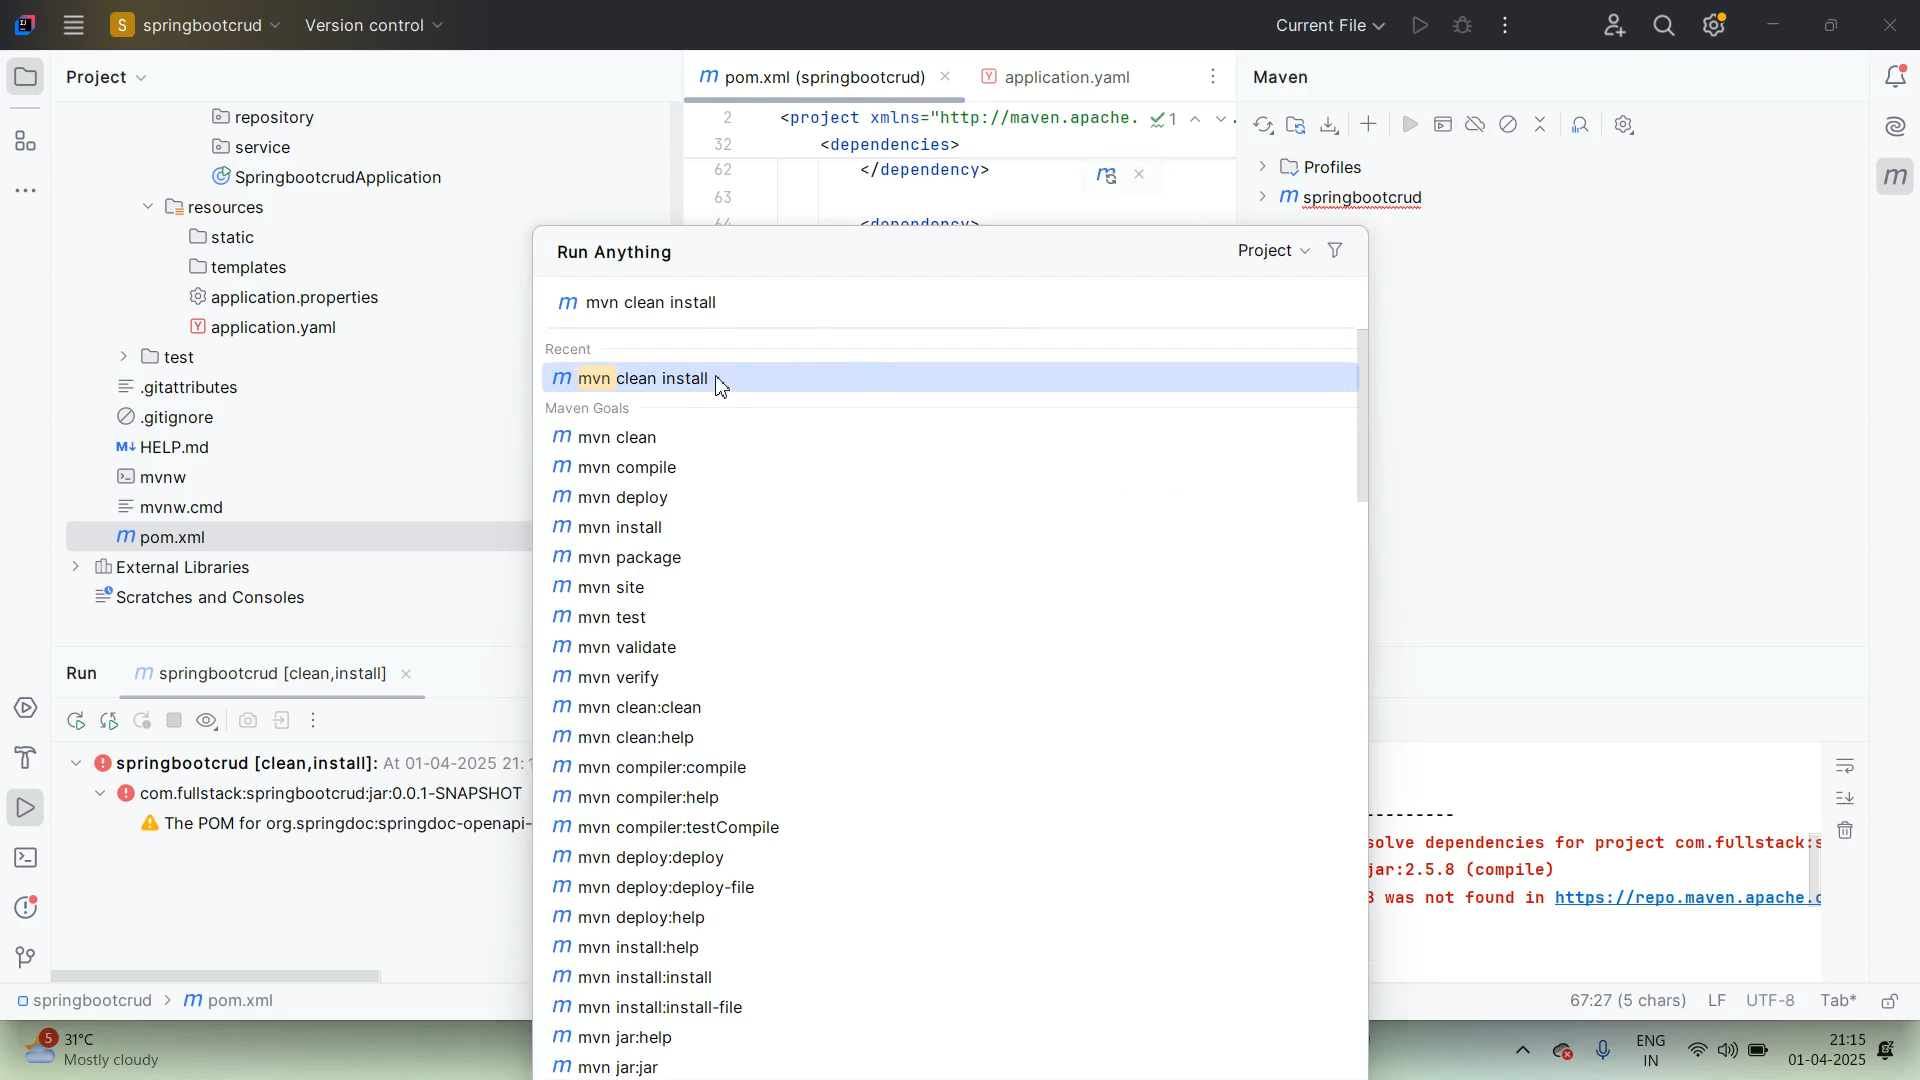 springbootcrud
Version control
Current File
Project
pom.xml (springbootcrud)
application.yaml
Maven
repository
service
SpringbootcrudApplication
resources
static
templates
application.properties
application.yaml
test
.gitattributes
.gitignore
HELP.md
mvnw
mvnw.cmd
pom.xml
External Libraries
Scratches and Consoles
2 <project xmlns="http://maven.apache. 1
32 <dependencies>
62 </dependency>
63
64 <dependency>
Profiles
springbootcrud
Run Anything
Project
mvn clean install
Recent
mvn clean install
Maven Goals
mvn clean
mvn compile
mvn deploy
mvn install
mvn package
mvn site
mvn test
mvn validate
mvn verify
mvn clean:clean
mvn clean:help
mvn compiler:compile
mvn compiler:help
mvn compiler:testCompile
mvn deploy:deploy
mvn deploy:deploy-file
mvn deploy:help
mvn install:help
mvn install:install
mvn install:install-file
mvn jar:help
mvn jar:jar
Run
springbootcrud [clean,install]
springbootcrud [clean,install]: At 01-04-2025 21:
com.fullstack:springbootcrud:jar:0.0.1-SNAPSHOT
The POM for org.springdoc:springdoc-openapi-
---------
solve dependencies for project com.fullstack:s
jar:2.5.8 (compile)
was not found in https://repo.maven.apache.o
springbootcrud > pom.xml
67:27 (5 chars) LF UTF-8 Tab*
5
31°C
Mostly cloudy
ENG
IN
21:15
01-04-2025